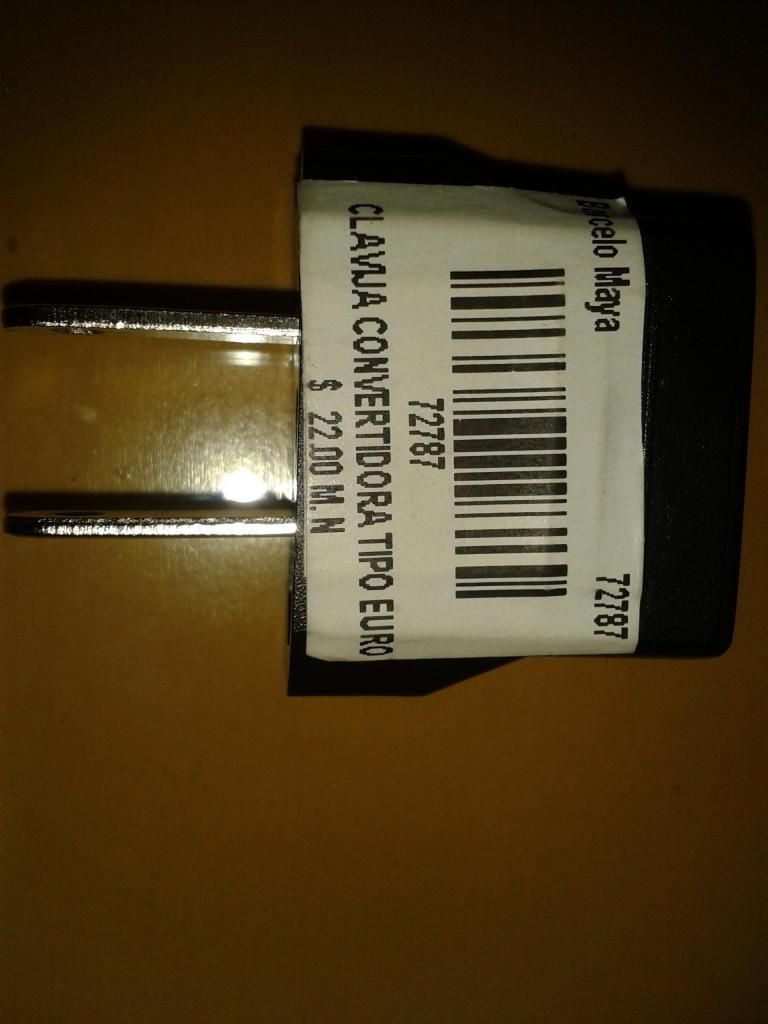 Barcelo Maya 72787
72787
CLAVIJA CONVERTIDORA TIPO EURO
$ 22.00 M.N